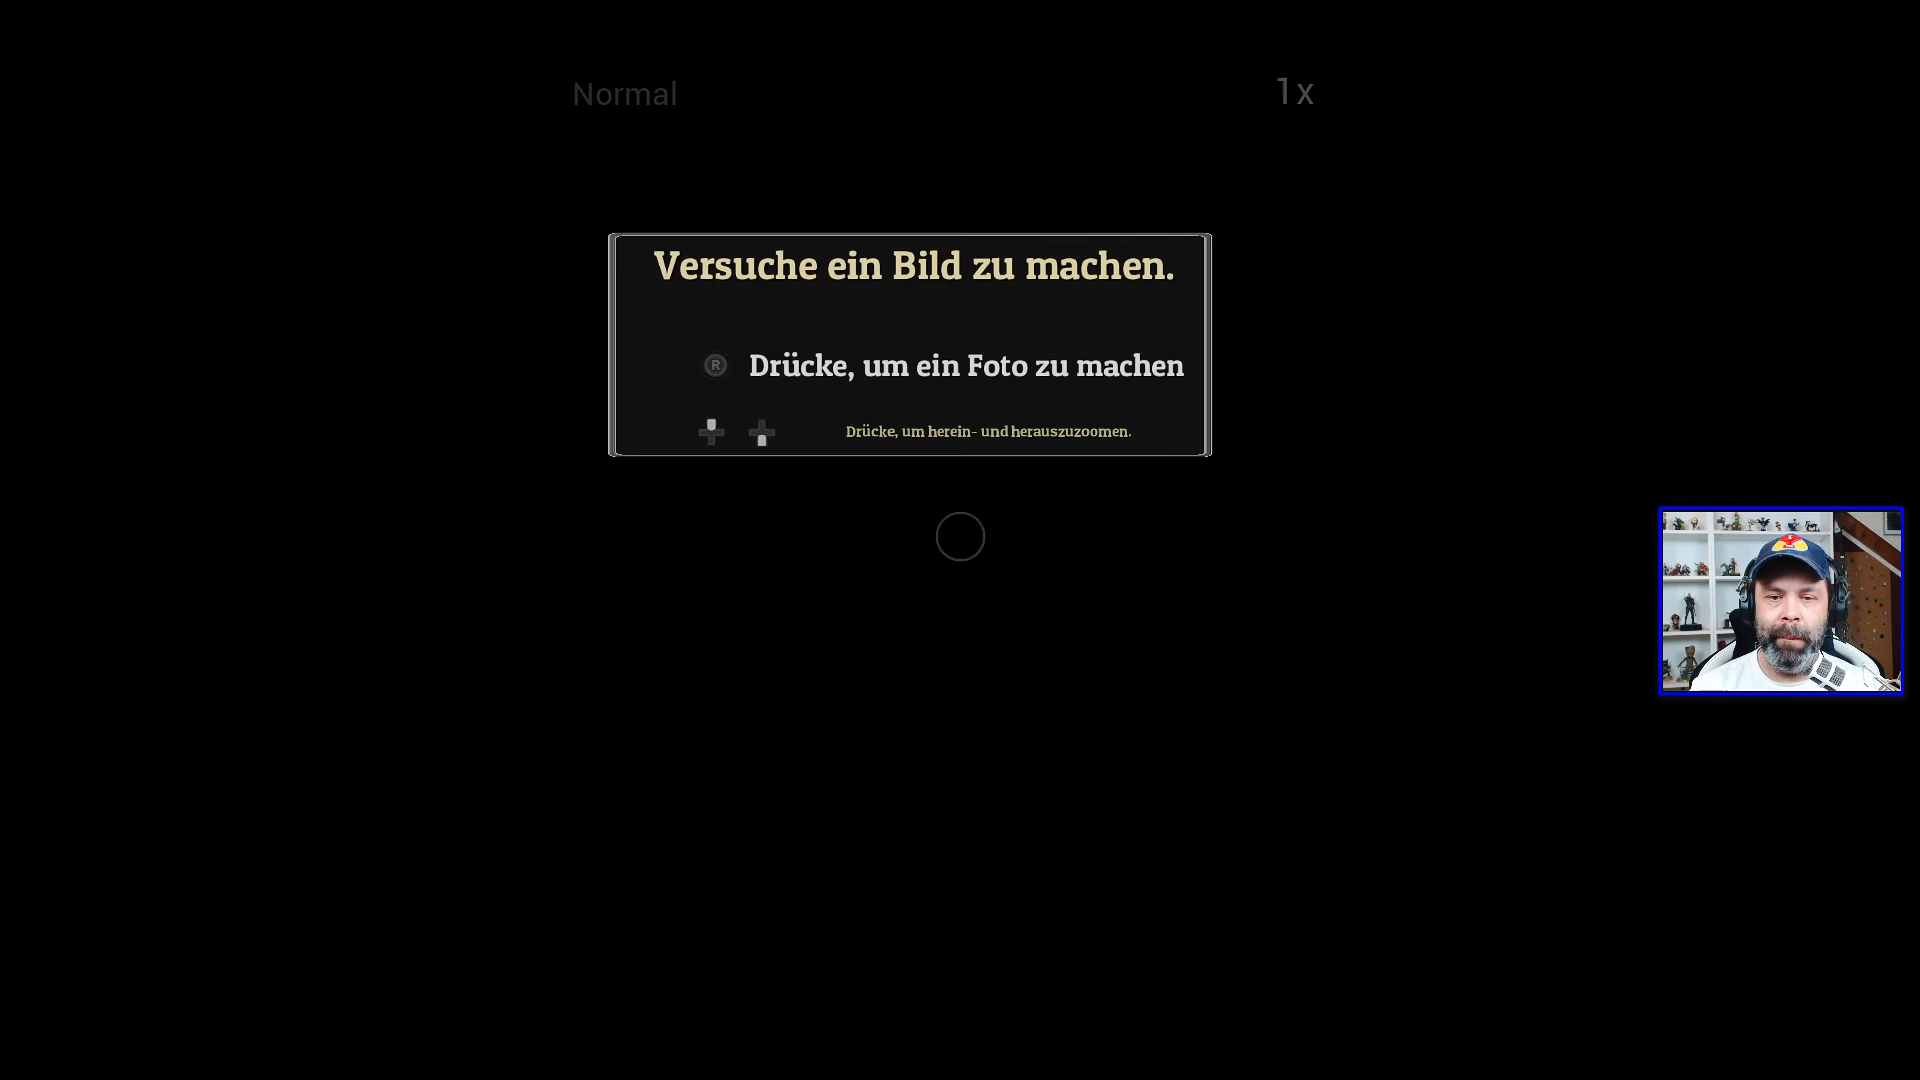 Normal
1x
Versuche ein Bild zu machen.
R Drücke, um ein Foto zu machen
Drücke, um herein- und herauszuzoomen.